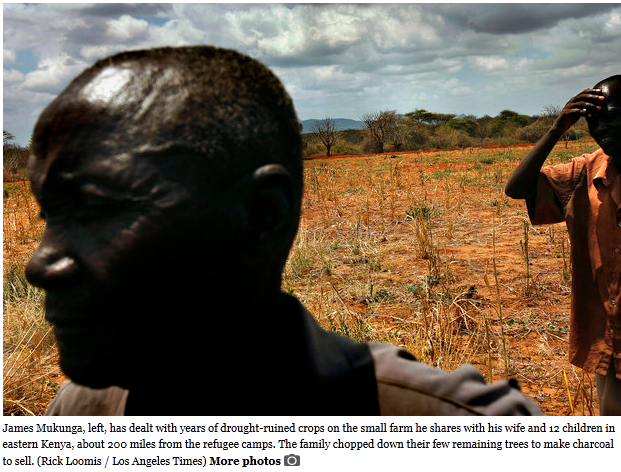 James Mukunga, left, has dealt with years of drought-ruined crops on the small farm he shares with his wife and 12 children in
eastern Kenya, about 200 miles from the refugee camps. The family chopped down their few remaining trees to make charcoal
to sell. (Rick Loomis / Los Angeles Times) More photos